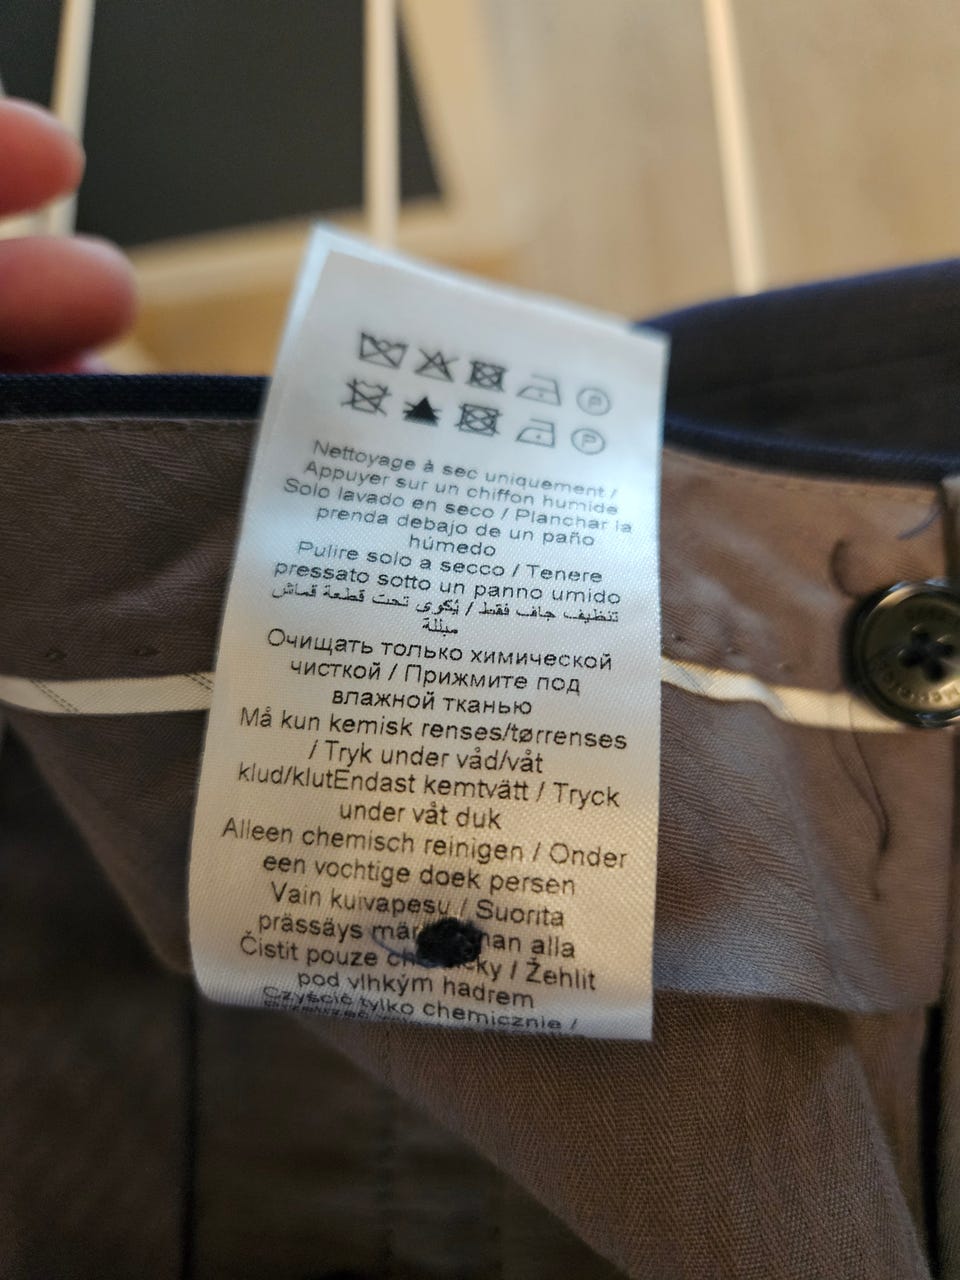 P
P
Nettoyage à sec uniquement /
Appuyer sur un chiffon humide
Solo lavado en seco / Planchar la
prenda debajo de un paño
húmedo
Pulire solo a secco / Tenere
pressato sotto un panno umido
تنظيف جاف فقط / يُكوى تحت قطعة قماش
مبللة
Очищать только химической
чисткой / Прижмите под
влажной тканью
Må kun kemisk renses/tørrenses
/ Tryk under våd/våt
klud/klutEndast kemtvätt / Tryck
under våt duk
Alleen chemisch reinigen / Onder
een vochtige doek persen
Vain kuivapesu / Suorita
prässäys alla
Čistit pouze / Žehlit
pod vlhkým hadrem
Czyścić tylko chemicznie /